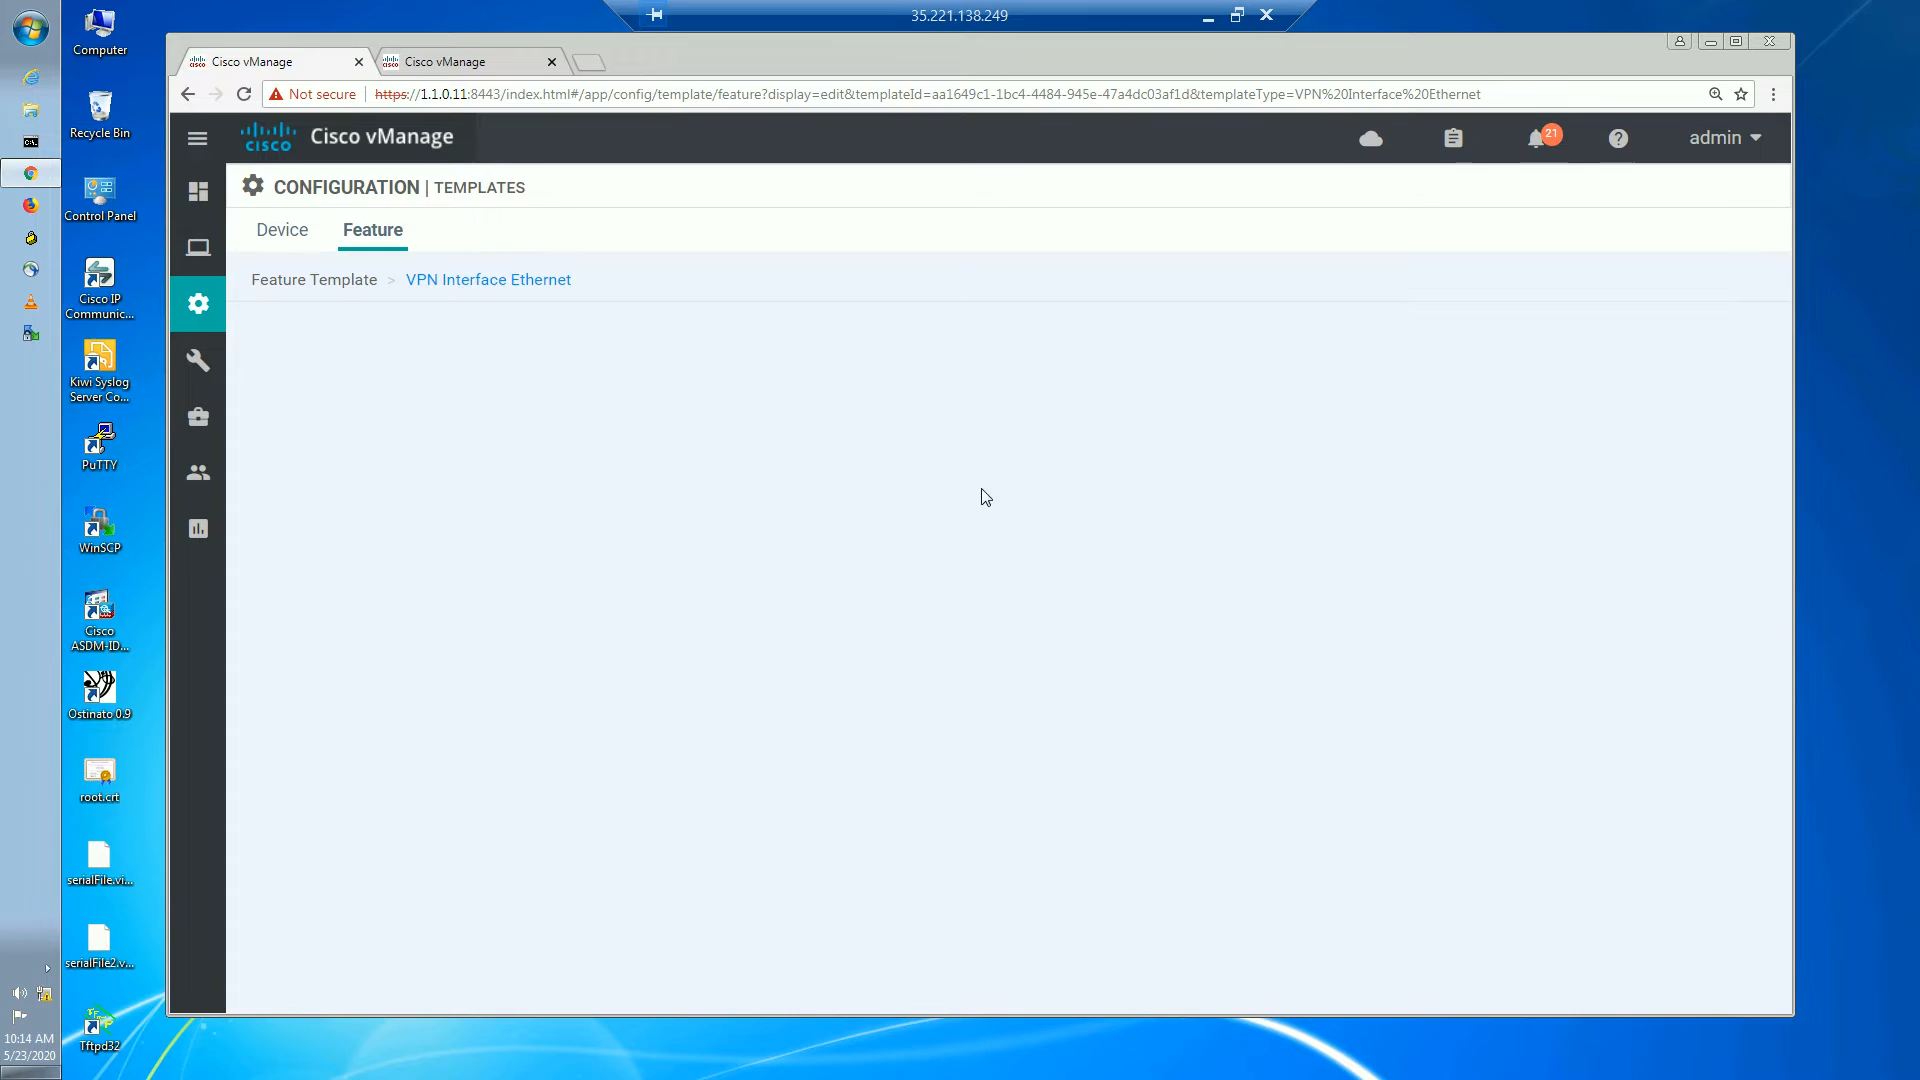 35.221.138.249
Computer
Recycle Bin
Control Panel
Cisco IP
Communic...
Kiwi Syslog
Server Co...
PuTTY
WinSCP
Cisco
ASDM-ID...
Ostinato 0.9
root.crt
serialFile.vi...
serialFile2.v...
Tftpd32
10:14 AM
5/23/2020
Cisco vManage
Cisco vManage
Not secure | https://1.1.0.11:8443/index.html#/app/config/template/feature?display=edit&templateId=aa1649c1-1bc4-4484-945e-47a4dc03af1d&templateType=VPN%20Interface%20Ethernet
cisco Cisco vManage
21
admin
CONFIGURATION | TEMPLATES
Device Feature
Feature Template > VPN Interface Ethernet